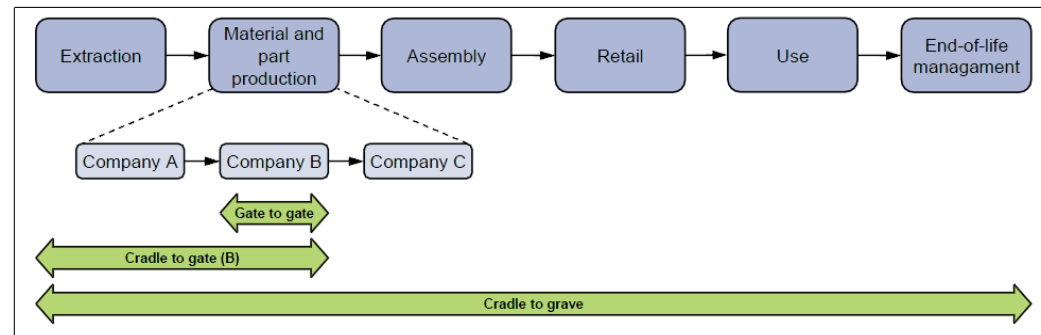 Extraction
Material and
part
production
Assembly
Retail
Use
End-of-life
managament
Company A
Company B
Company C
Gate to gate
Cradle to gate (B)
Cradle to grave